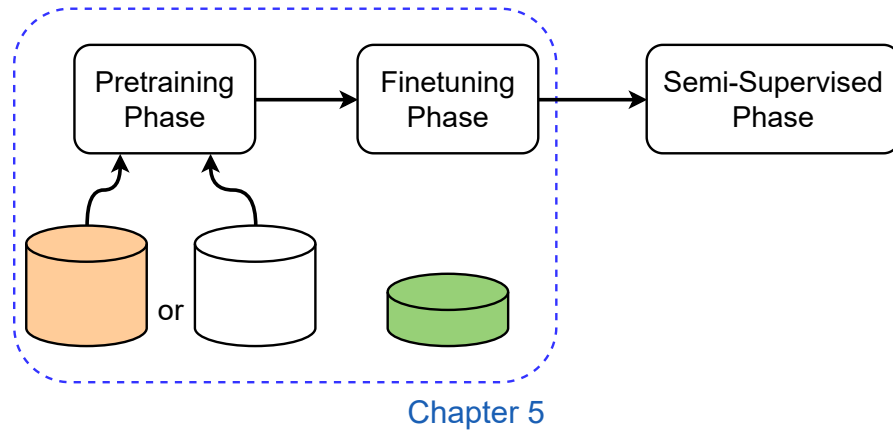 Pretraining
Phase
Finetuning
Phase
Semi-Supervised
Phase
or
Chapter 5